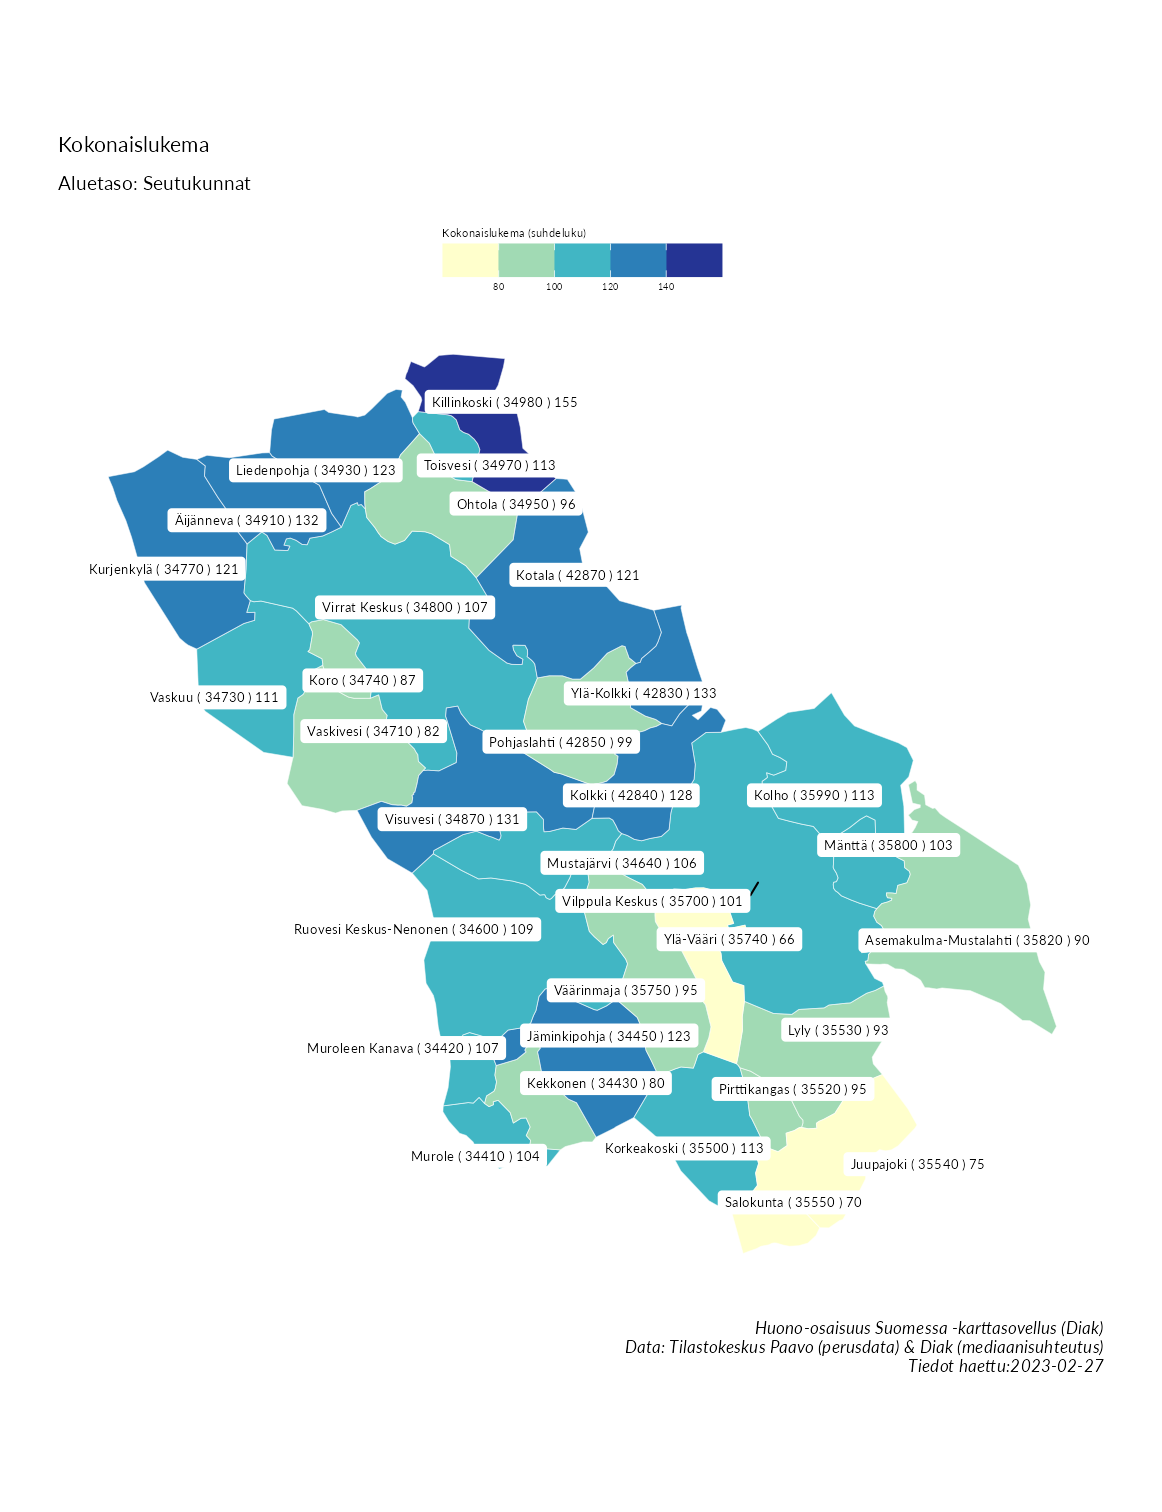 Kokonaislukema
Aluetaso: Seutukunnat
Kokonaislukema (suhdeluku)
80 100 120 140
Killinkoski ( 34980 ) 155
Toisvesi ( 34970 ) 113
Liedenpohja ( 34930 ) 123
Ohtola ( 34950 ) 96
Äijänneva ( 34910 ) 132
Kurjenkylä ( 34770 ) 121
Kotala ( 42870 ) 121
Virrat Keskus ( 34800 ) 107
Koro ( 34740 ) 87
Ylä-Kolkki ( 42830 ) 133
Vaskuu ( 34730 ) 111
Vaskivesi ( 34710 ) 82
Pohjaslahti ( 42850 ) 99
Kolkki ( 42840 ) 128
Kolho ( 35990 ) 113
Visuvesi ( 34870 ) 131
Mänttä ( 35800 ) 103
Mustajärvi ( 34640 ) 106
Vilppula Keskus ( 35700 ) 101
Ruovesi Keskus-Nenonen ( 34600 ) 109
Ylä-Vääri ( 35740 ) 66
Asemakulma-Mustalahti ( 35820 ) 90
Väärinmaja ( 35750 ) 95
Lyly ( 35530 ) 93
Jäminkipohja ( 34450 ) 123
Muroleen Kanava ( 34420 ) 107
Kekkonen ( 34430 ) 80
Pirttikangas ( 35520 ) 95
Korkeakoski ( 35500 ) 113
Murole ( 34410 ) 104
Juupajoki ( 35540 ) 75
Salokunta ( 35550 ) 70
Huono-osaisuus Suomessa -karttasovellus (Diak)
Data: Tilastokeskus Paavo (perusdata) & Diak (mediaanisuhteutus)
Tiedot haettu:2023-02-27